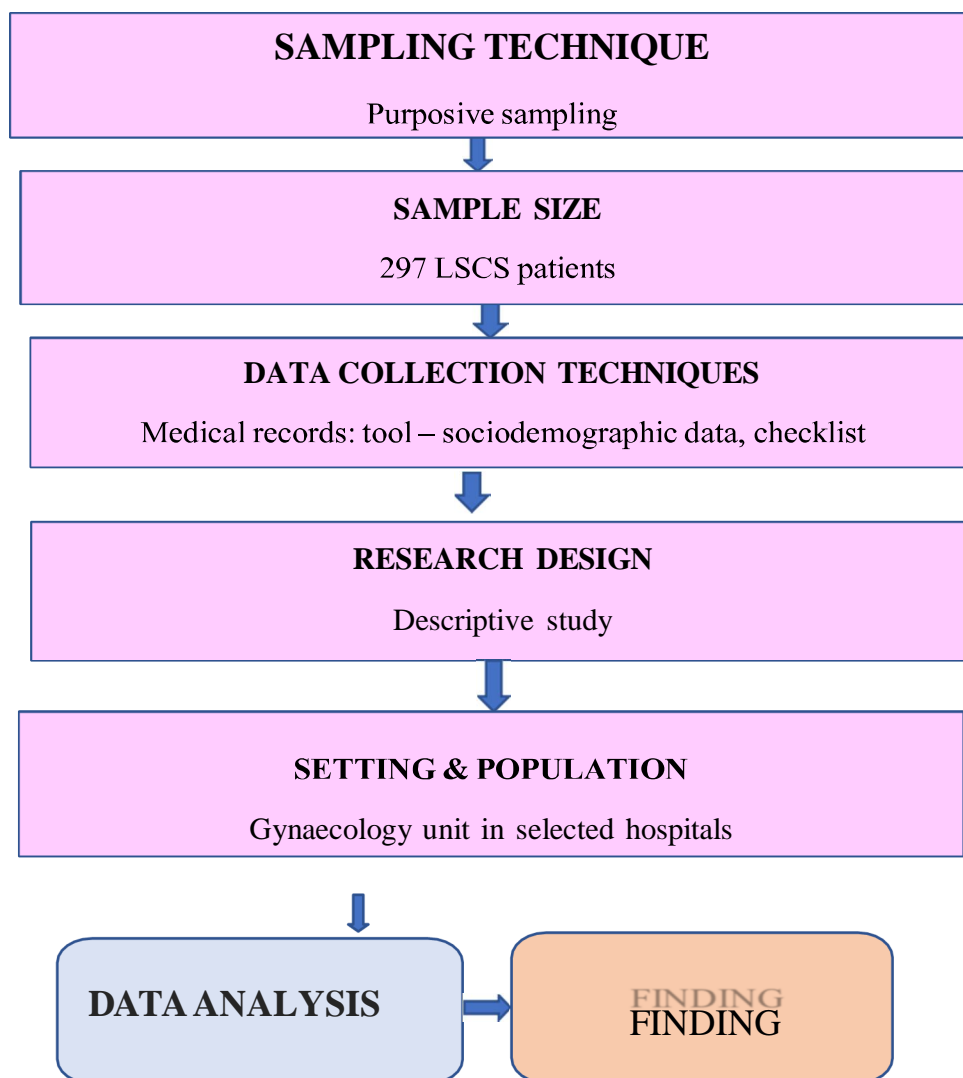 SAMPLING TECHNIQUE
Purposive sampling
SAMPLE SIZE
297 LSCS patients
DATA COLLECTION TECHNIQUES
Medical records: tool – sociodemographic data, checklist
RESEARCH DESIGN
Descriptive study
SETTING & POPULATION
Gynaecology unit in selected hospitals
DATA ANALYSIS
FINDING
FINDING